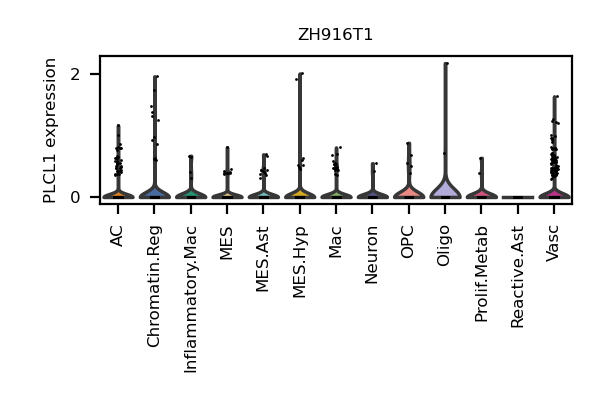 ZH916T1
PLCL1 expression
2
0
AC
Chromatin.Reg
Inflammatory.Mac
MES
MES.Ast
MES.Hyp
Mac
Neuron
OPC
Oligo
Prolif.Metab
Reactive.Ast
Vasc